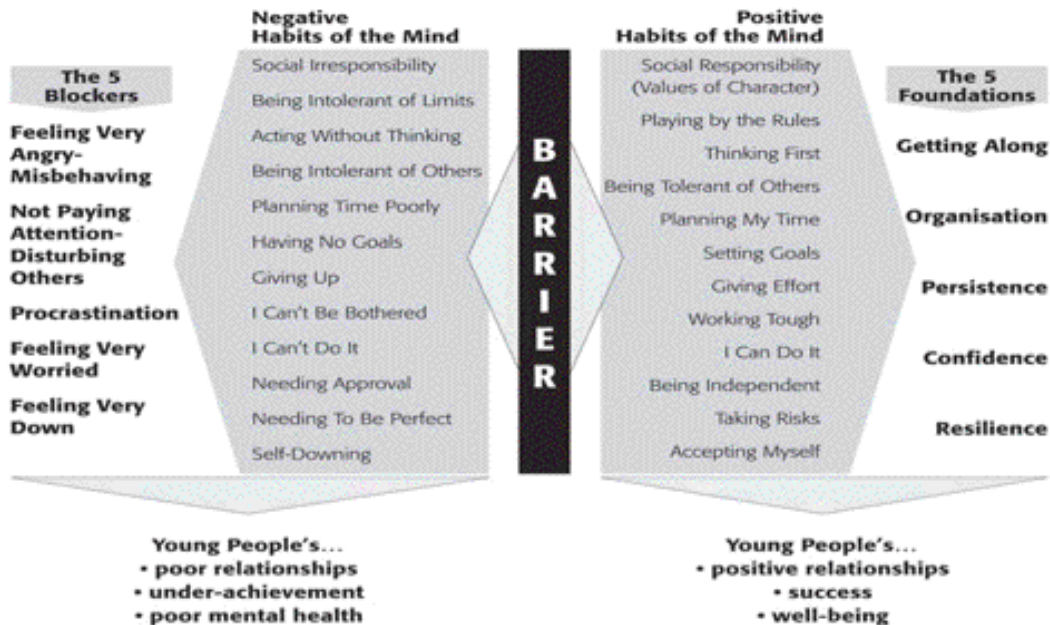 Negative
Habits of the Mind
The 5
Blockers
Feeling Very
Angry-
Misbehaving
Not Paying
Attention-
Disturbing
Others
Procrastination
Feeling Very
Worried
Feeling Very
Down
Social Irresponsibility
Being Intolerant of Limits
Acting Without Thinking
Being Intolerant of Others
Planning Time Poorly
Having No Goals
Giving Up
I Can't Be Bothered
I Can't Do It
Needing Approval
Needing To Be Perfect
Self-Downing
BARRIER
Positive
Habits of the Mind
Social Responsibility
(Values of Character)
Playing by the Rules
Thinking First
Being Tolerant of Others
Planning My Time
Setting Goals
Giving Effort
Working Tough
I Can Do It
Being Independent
Taking Risks
Accepting Myself
The 5
Foundations
Getting Along
Organisation
Persistence
Confidence
Resilience
Young People's...
• poor relationships
• under-achievement
• poor mental health
Young People's...
• positive relationships
• success
• well-being